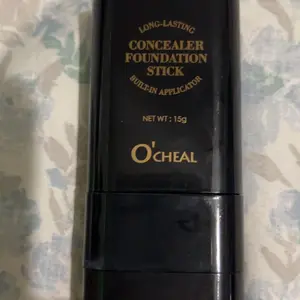 LONG-LASTING
CONCEALER
FOUNDATION
STICK
BUILT-IN APPLICATOR
NET WT : 15g
O'CHEAL